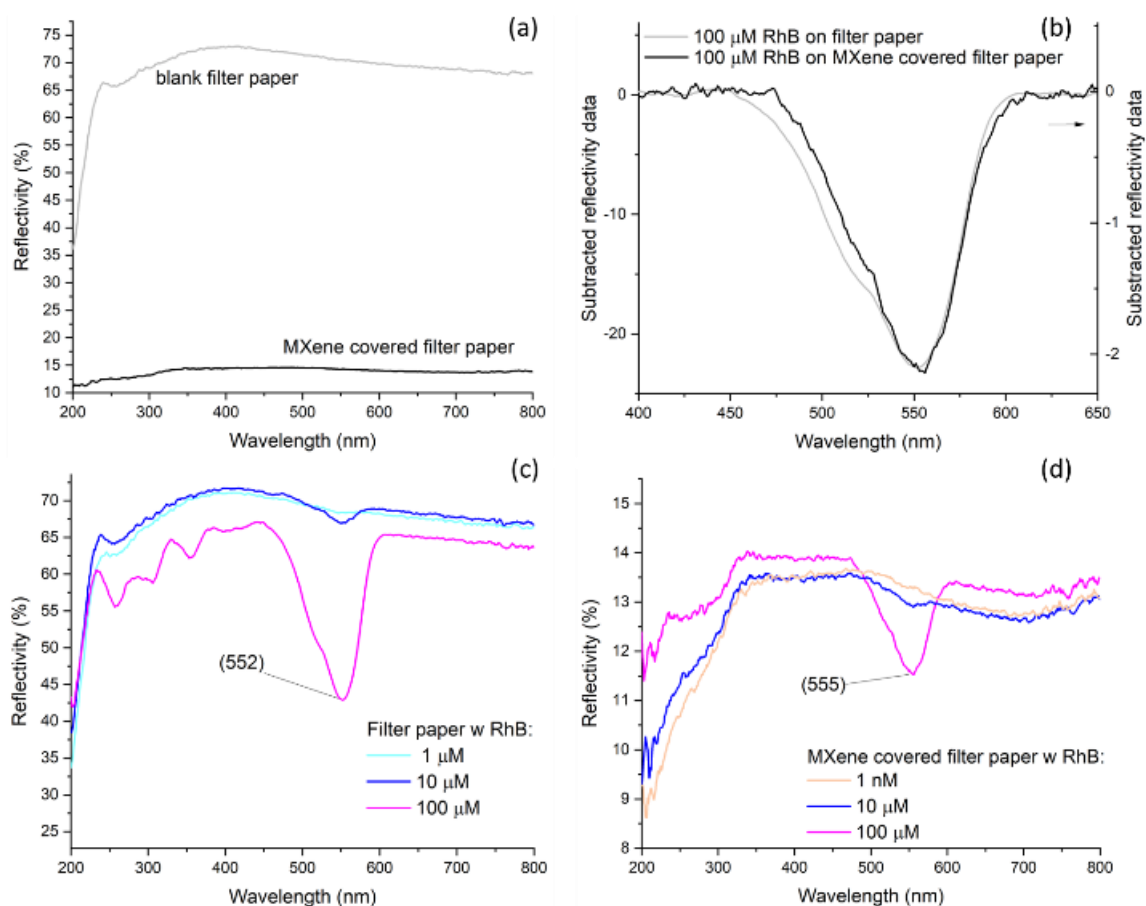 (a)
75
70
65
60
55
50
45
40
35
30
25
20
15
10
blank filter paper
MXene covered filter paper
Reflectivity (%)
200 300 400 500 600 700 800
Wavelength (nm)
(b)
100 μM RhB on filter paper
100 μM RhB on MXene covered filter paper
0
-10
-20
Subtracted reflectivity data
0
-1
-2
Substracted reflectivity data
400 450 500 550 600 650
Wavelength (nm)
(c)
70
65
60
55
50
45
40
35
30
25
Reflectivity (%)
(552)
Filter paper w RhB:
1 μM
10 μM
100 μM
200 300 400 500 600 700 800
Wavelength (nm)
(d)
15
14
13
12
11
10
9
8
Reflectivity (%)
(555)
MXene covered filter paper w RhB:
1 nM
10 μM
100 μM
200 300 400 500 600 700 800
Wavelength (nm)